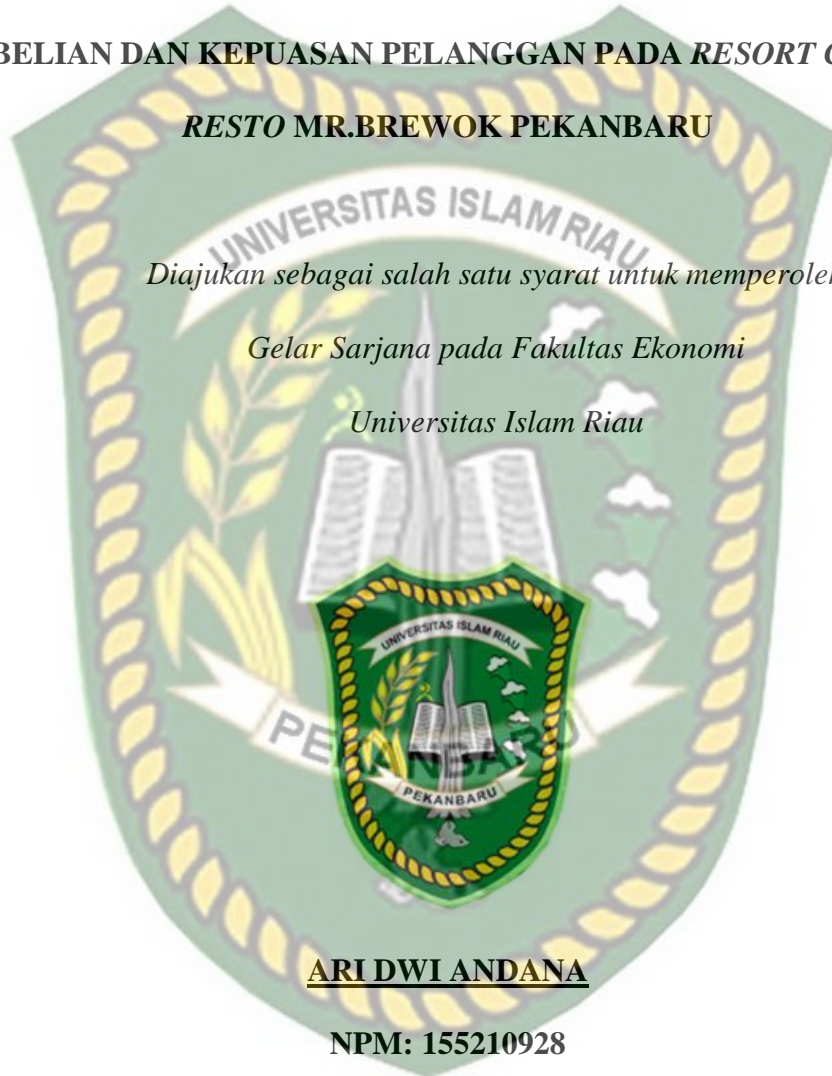 BELIAN DAN KEPUASAN PELANGGAN PADA RESORT
RESTO MR.BREWOK PEKANBARU
UNIVERSITAS ISLAM RIAU
Diajukan sebagai salah satu syarat untuk memperoleh
Gelar Sarjana pada Fakultas Ekonomi
Universitas Islam Riau
UNIVERSITAS ISLAM RIAU
PEKANBARU
PEKANBARU
ARI DWI ANDANA
NPM: 155210928